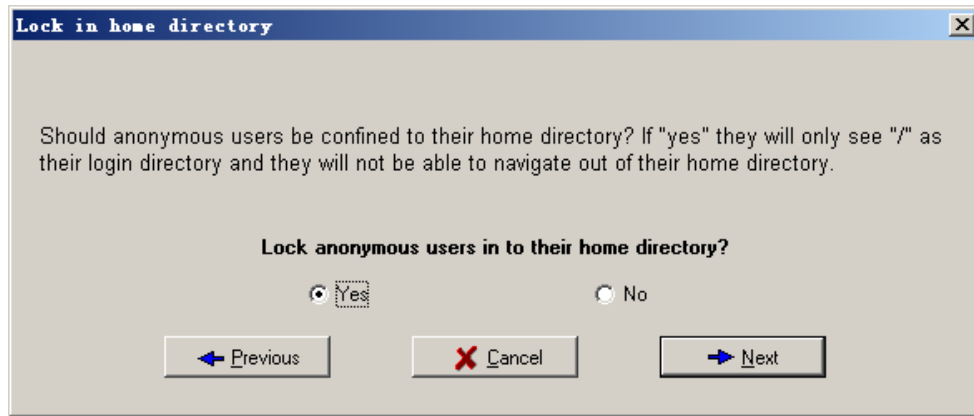 Lock in home directory
Should anonymous users be confined to their home directory? If "yes" they will only see "/" as
their login directory and they will not be able to navigate out of their home directory.
Lock anonymous users in to their home directory?
Yes No
Previous Cancel Next